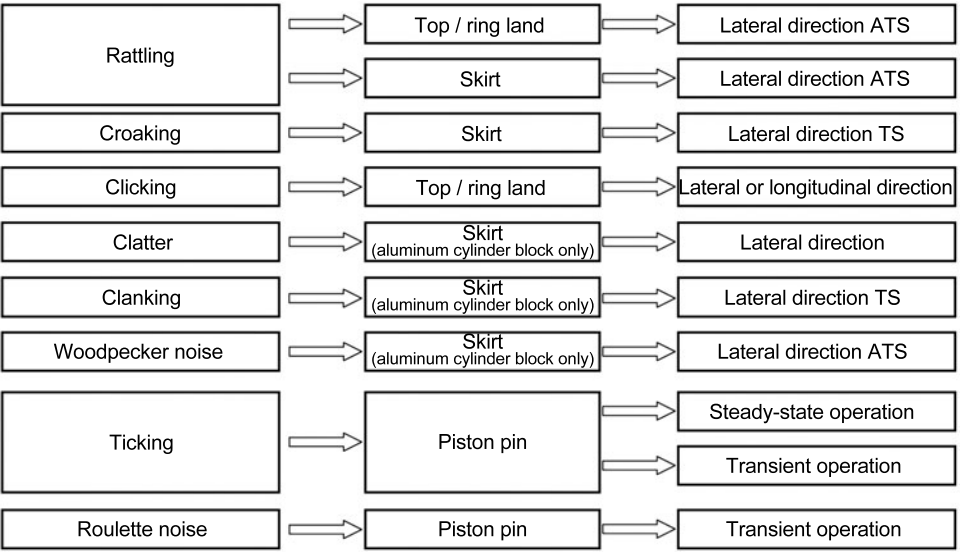 Rattling
Top / ring land
Lateral direction ATS
Skirt
Lateral direction ATS
Croaking
Skirt
Lateral direction TS
Clicking
Top / ring land
Lateral or longitudinal direction
Clatter
Skirt
(aluminum cylinder block only)
Lateral direction
Clanking
Skirt
(aluminum cylinder block only)
Lateral direction TS
Woodpecker noise
Skirt
(aluminum cylinder block only)
Lateral direction ATS
Ticking
Piston pin
Steady-state operation
Transient operation
Roulette noise
Piston pin
Transient operation